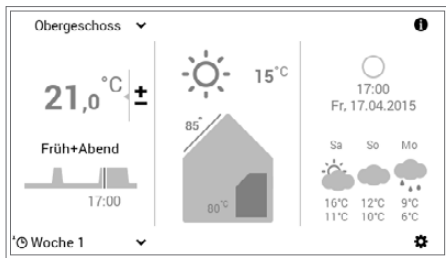 Obergeschoss
21,0 °C ±
Früh+Abend
17:00
Woche 1
15 °C
85°
80 °C
17:00
Fr, 17.04.2015
Sa So Mo
16°C 12°C 9°C
11°C 10°C 6°C